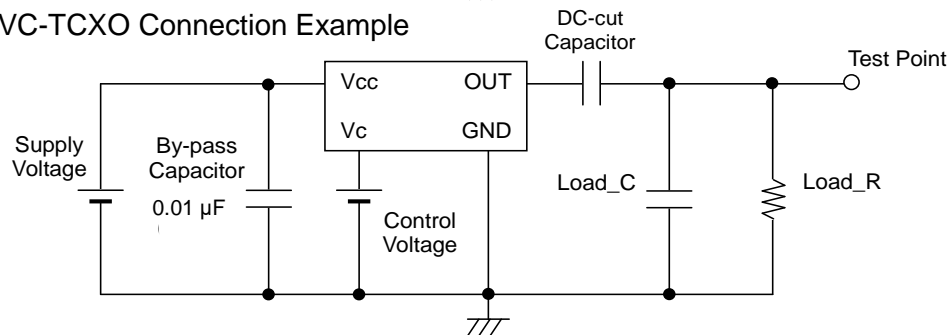 VC-TCXO Connection Example
DC-cut
Capacitor
Test Point
Vcc
OUT
Vc
GND
Supply
Voltage
By-pass
Capacitor
0.01 µF
Control
Voltage
Load_C
Load_R